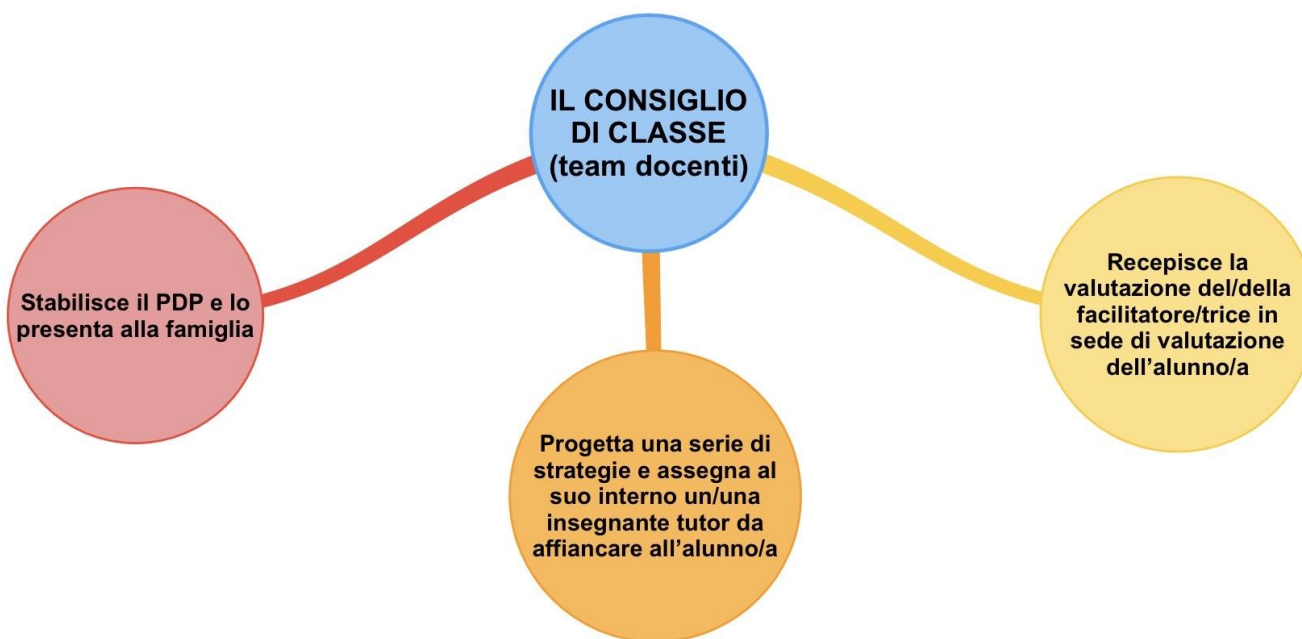 IL CONSIGLIO
DI CLASSE
(team docenti)
Stabilisce il PDP e lo
presenta alla famiglia
Progetta una serie di
strategie e assegna al
suo interno un/una
insegnante tutor da
affiancare all’alunno/a
Recepisce la
valutazione del/della
facilitatore/trice in
sede di valutazione
dell’alunno/a